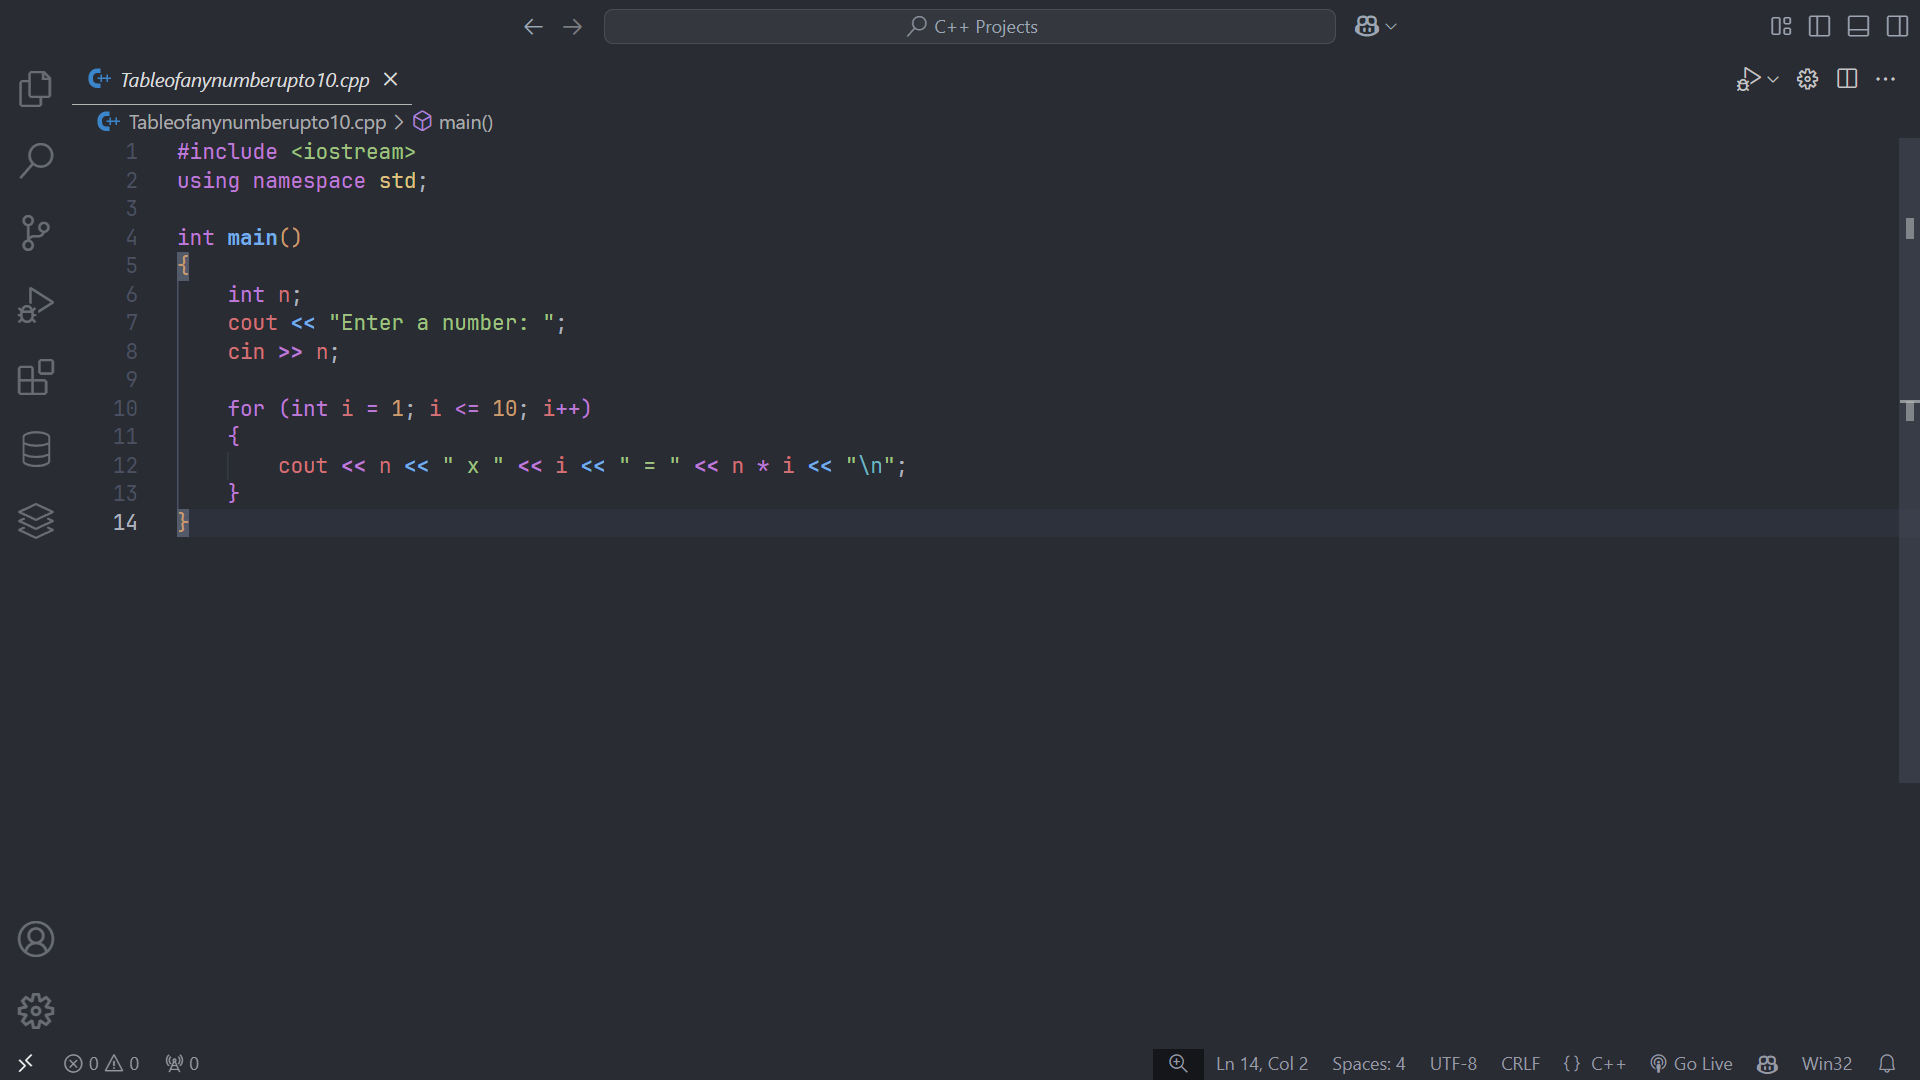 C++ Projects
Tableofanynumberupto10.cpp
Tableofanynumberupto10.cpp > main()
1 #include <iostream>
2 using namespace std;
3
4 int main()
5 {
6     int n;
7     cout << "Enter a number: ";
8     cin >> n;
9
10     for (int i = 1; i <= 10; i++)
11     {
12         cout << n << " x " << i << " = " << n * i << "\n";
13     }
14 }
0 0 0 Ln 14, Col 2 Spaces: 4 UTF-8 CRLF {} C++ Go Live Win32